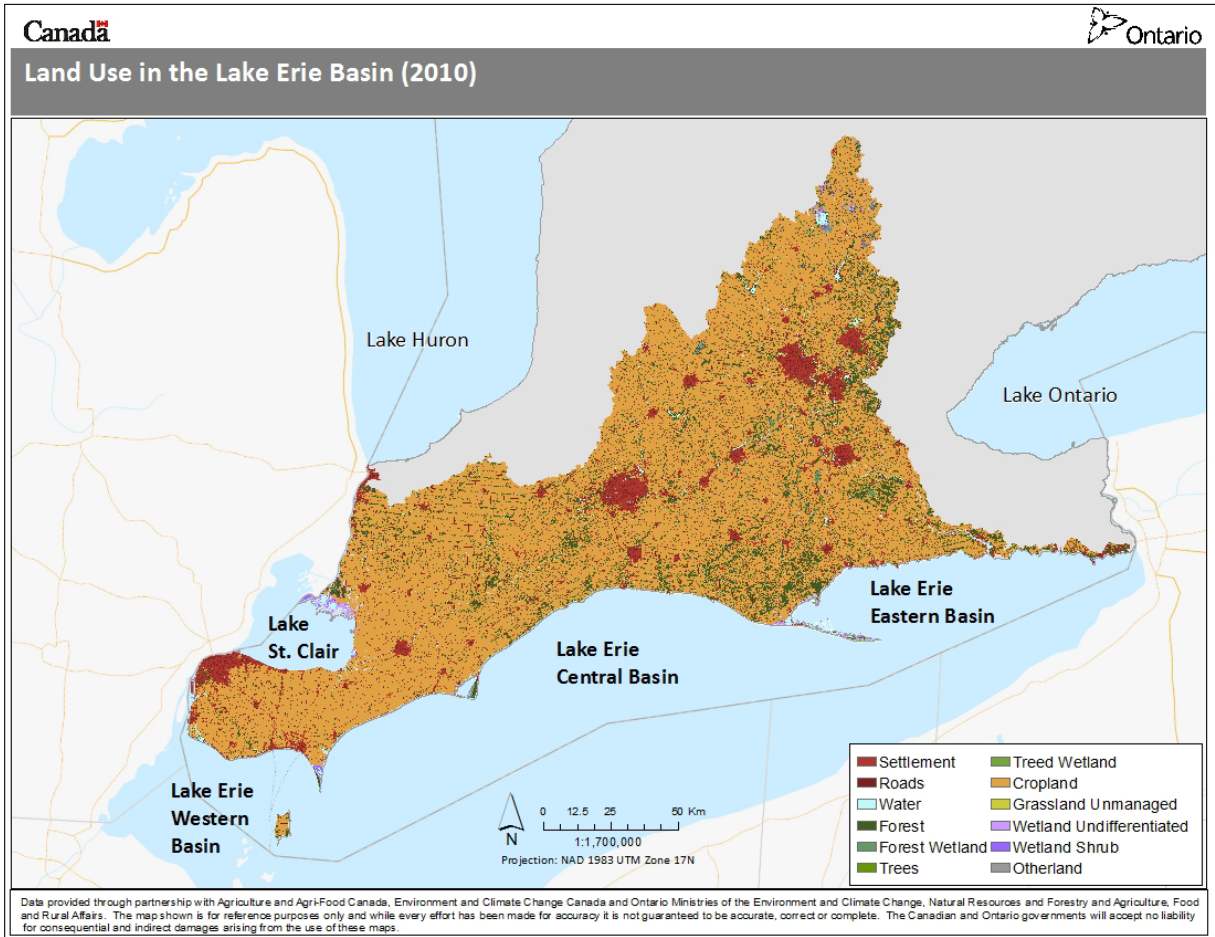 Canada
Ontario
Land Use in the Lake Erie Basin (2010)
Lake Huron
Lake Ontario
Lake
St. Clair
Lake Erie
Eastern Basin
Lake Erie
Central Basin
Lake Erie
Western
Basin
N
0 12.5 25 50 Km
1:1,700,000
Projection: NAD 1983 UTM Zone 17N
Settlement
Roads
Water
Forest
Forest Wetland
Trees
Treed Wetland
Cropland
Grassland Unmanaged
Wetland Undifferentiated
Wetland Shrub
Otherland
Data provided through partnership with Agriculture and Agri-Food Canada, Environment and Climate Change Canada and Ontario Ministries of the Environment and Climate Change, Natural Resources and Forestry and Agriculture, Food
and Rural Affairs. The map shown is for reference purposes only and while every effort has been made for accuracy it is not guaranteed to be accurate, correct or complete. The Canadian and Ontario governments will accept no liability
for consequential and indirect damages arising from the use of these maps.